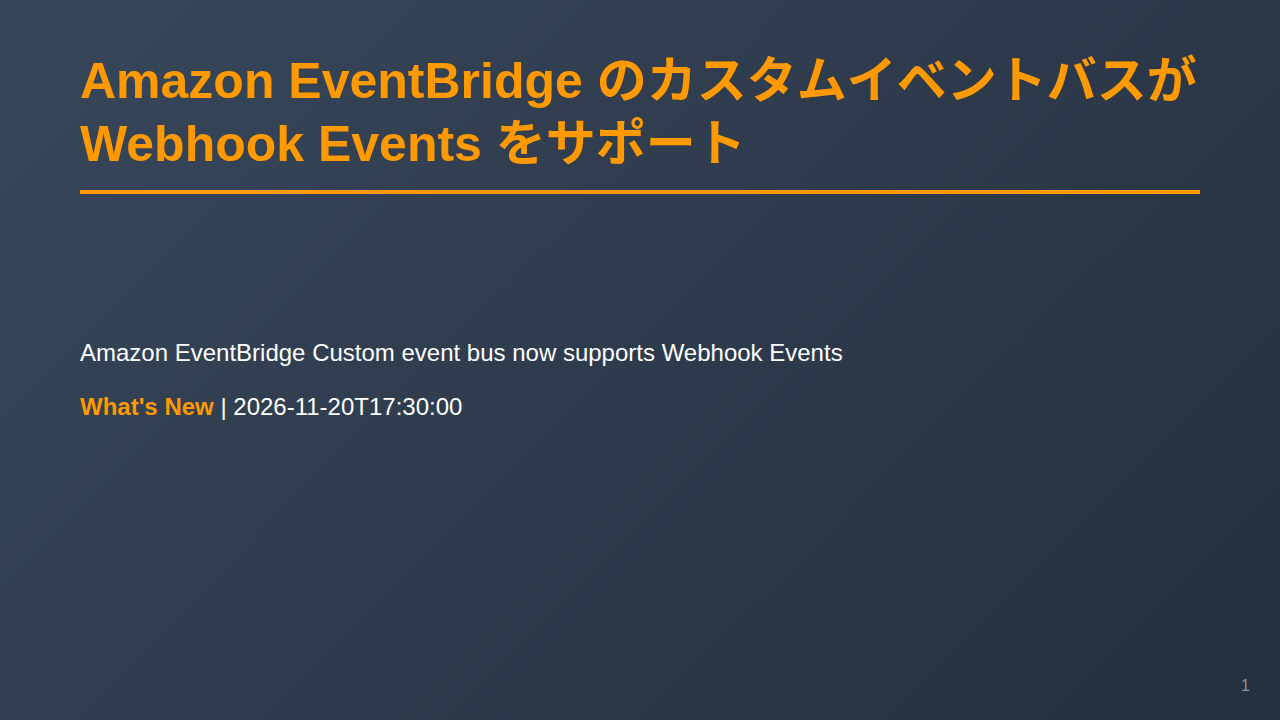 Amazon EventBridge のカスタムイベントバスが
Webhook Events をサポート
Amazon EventBridge Custom event bus now supports Webhook Events
What's New | 2026-11-20T17:30:00
1